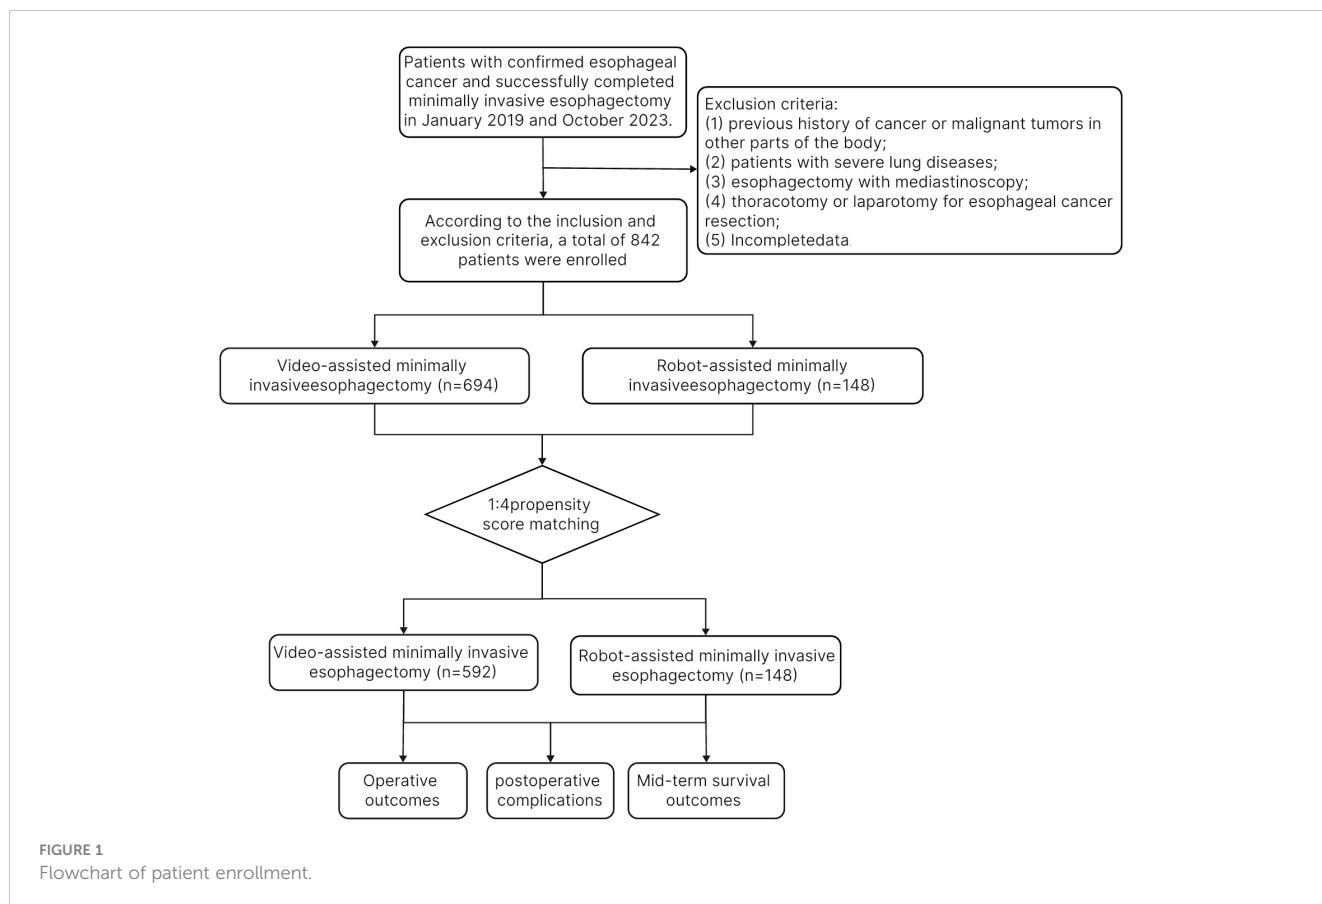 Patients with confirmed esophageal
cancer and successfully completed
minimally invasive esophagectomy
in January 2019 and October 2023.
Exclusion criteria:
(1) previous history of cancer or malignant tumors in
other parts of the body;
(2) patients with severe lung diseases;
(3) esophagectomy with mediastinoscopy;
(4) thoracotomy or laparotomy for esophageal cancer
resection;
(5) Incompletedata.
According to the inclusion and
exclusion criteria, a total of 842
patients were enrolled
Video-assisted minimally
invasiveesophagectomy (n=694)
Robot-assisted minimally
invasiveesophagectomy (n=148)
1:4propensity
score matching
Video-assisted minimally invasive
esophagectomy (n=592)
Robot-assisted minimally invasive
esophagectomy (n=148)
Operative
outcomes
postoperative
complications
Mid-term survival
outcomes
FIGURE 1
Flowchart of patient enrollment.